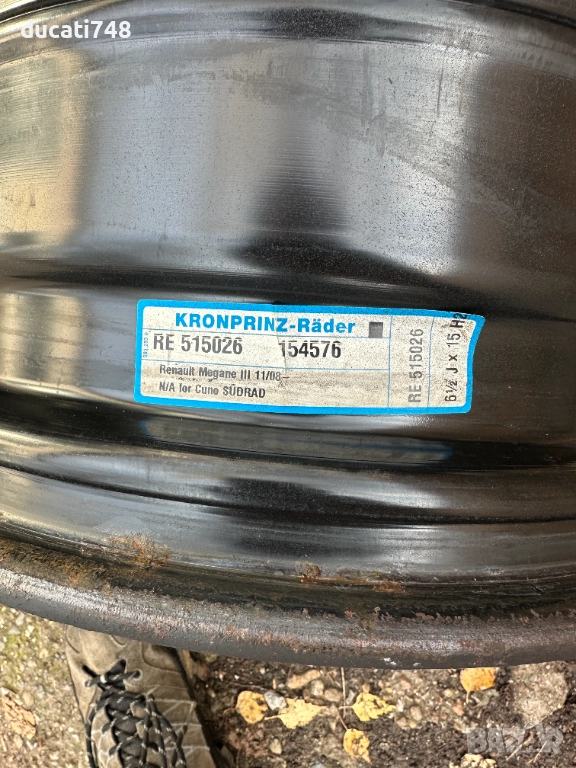 ducati748
KRONPRINZ-Räder
RE 515026 154576
Renault Megane III 11/08-
N/A for Cuno SÜDRAD
RE 515026
6½ J x 15 H2
BAZAR